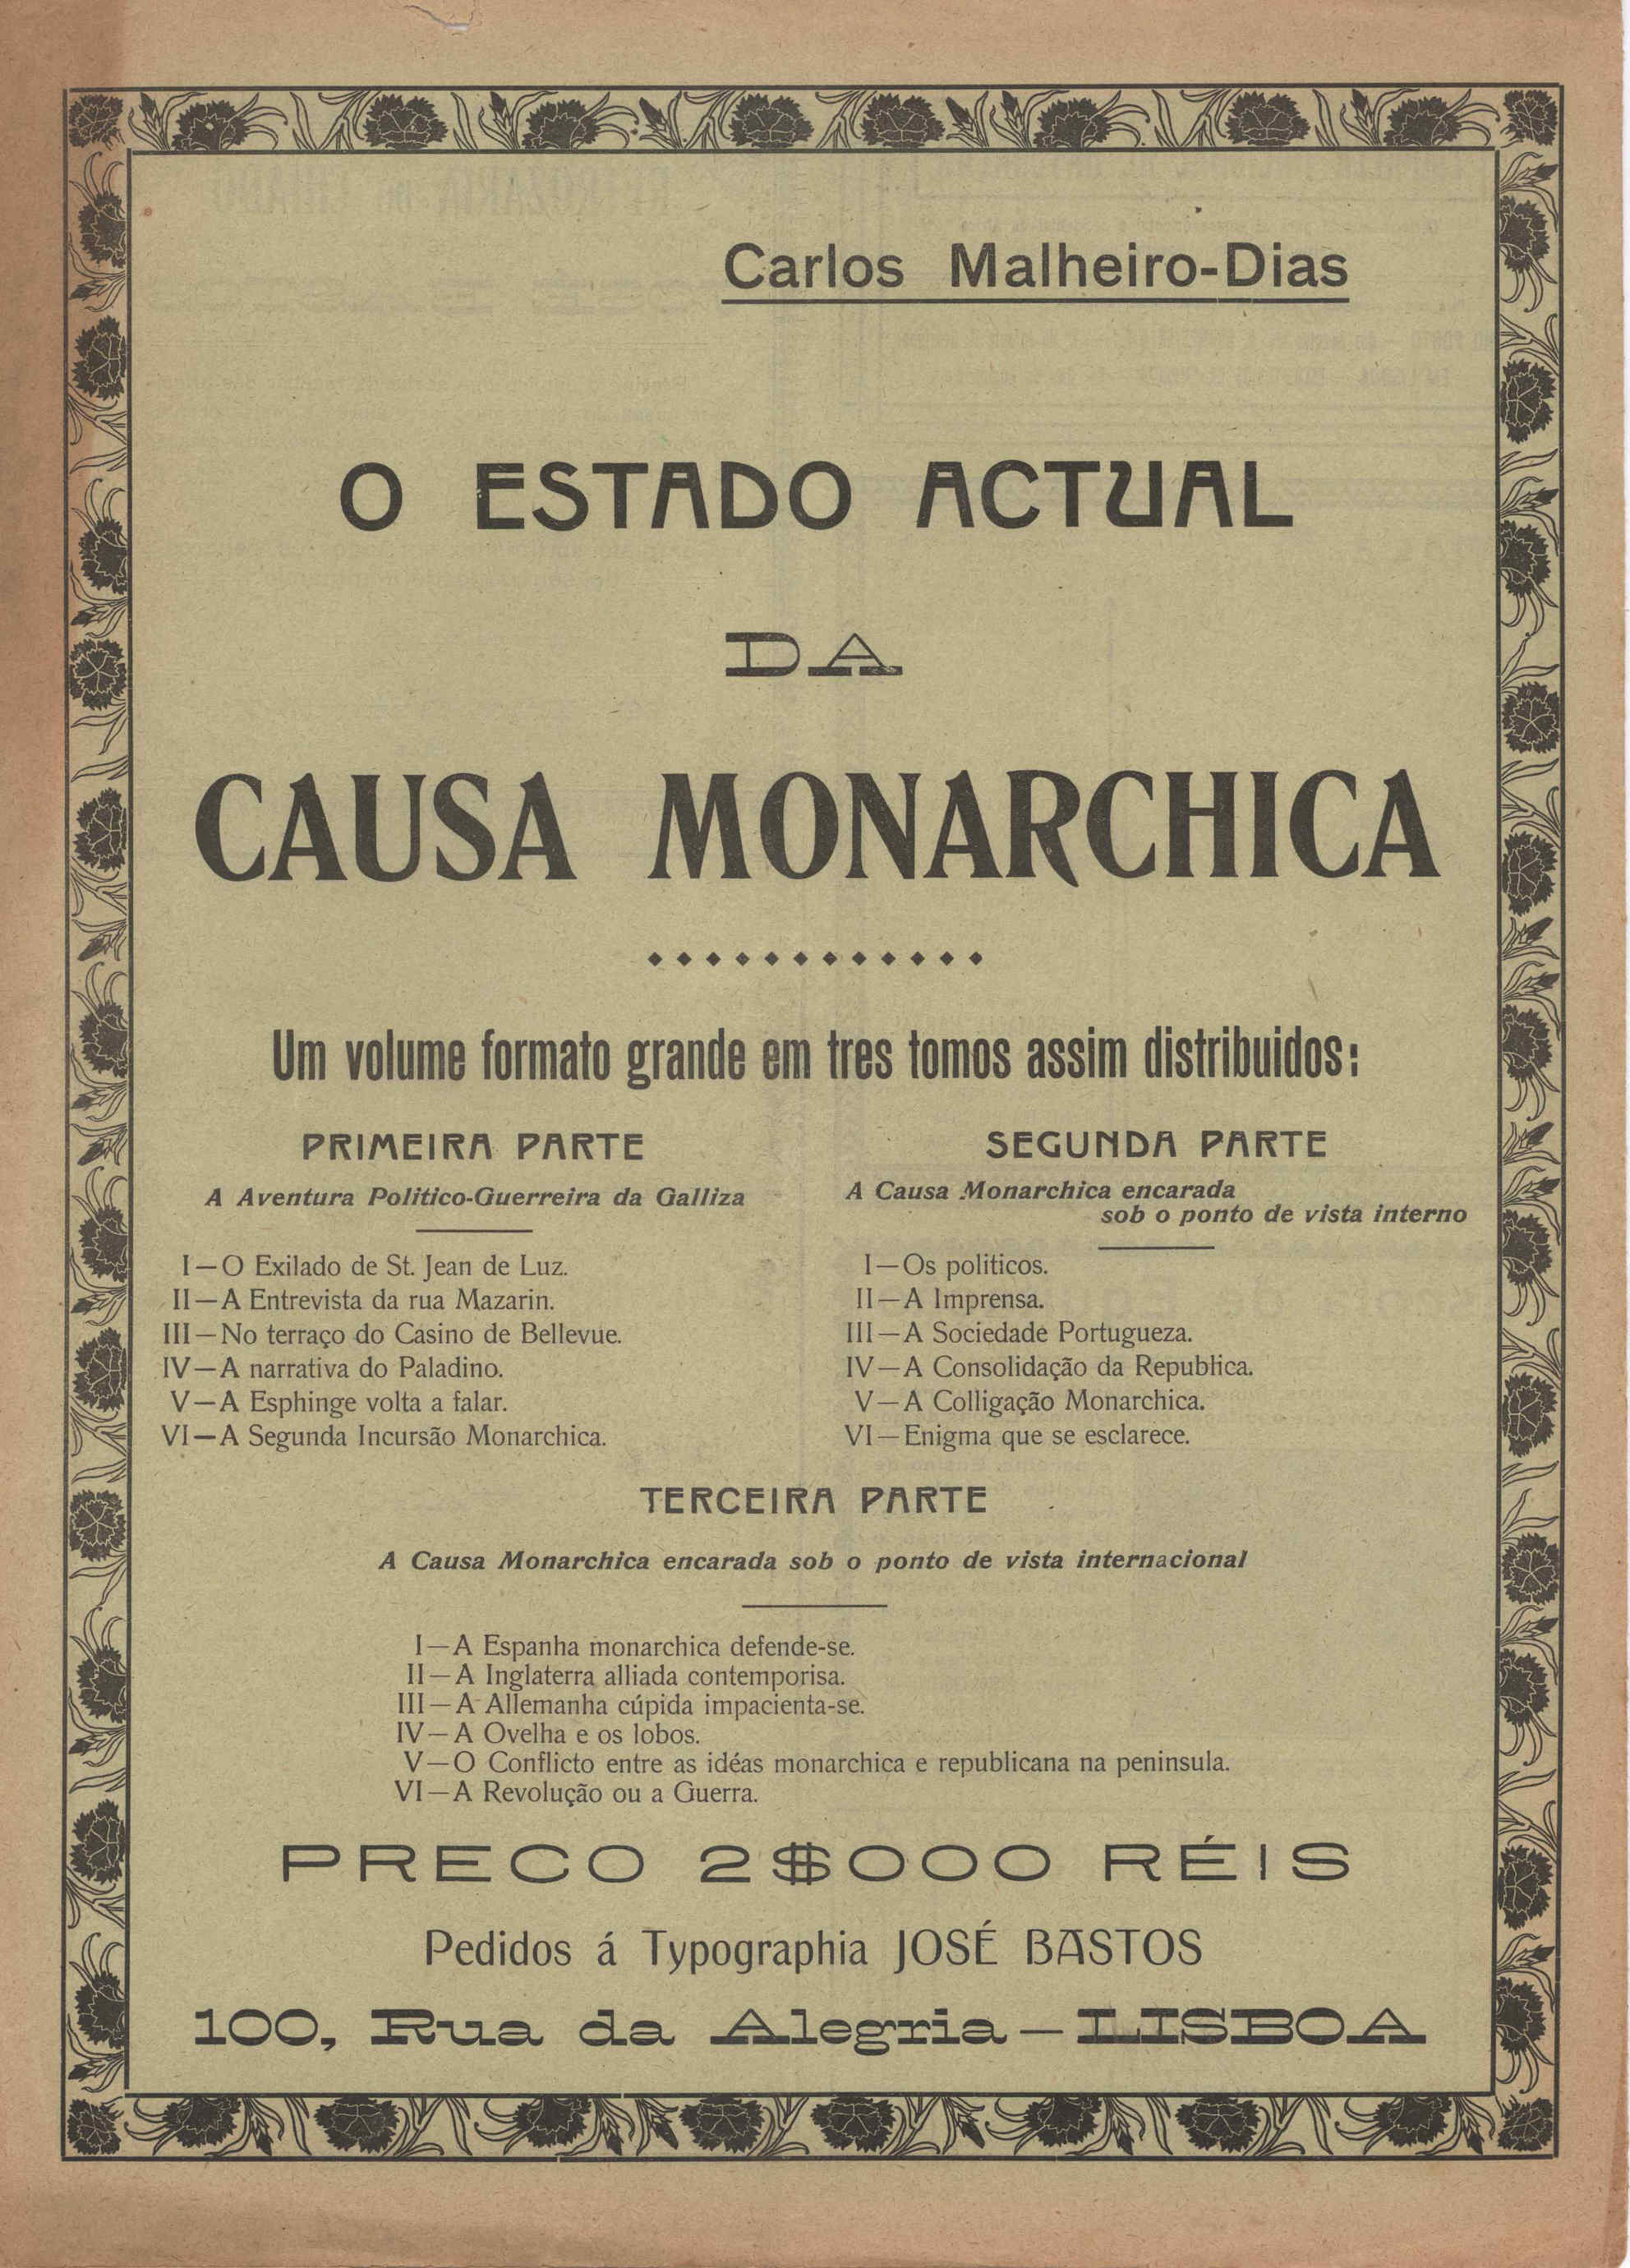 Carlos Malheiro-Dias
O ESTADO ACTUAL
DA
CAUSA MONARCHICA
Um volume formato grande em tres tomos assim distribuidos:
PRIMEIRA PARTE
A Aventura Politico-Guerreira da Galliza
I—O Exilado de St. Jean de Luz.
II—A Entrevista da rua Mazarin.
III—No terraço do Casino de Bellevue.
IV—A narrativa do Paladino.
V—A Esphinge volta a falar.
VI—A Segunda Incursão Monarchica.
SEGUNDA PARTE
A Causa Monarchica encarada
sob o ponto de vista interno
I—Os politicos.
II—A Imprensa.
III—A Sociedade Portugueza.
IV—A Consolidação da Republica.
V—A Colligação Monarchica.
VI—Enigma que se esclarece.
TERCEIRA PARTE
A Causa Monarchica encarada sob o ponto de vista internacional
I—A Espanha monarchica defende-se.
II—A Inglaterra alliada contemporisa.
III—A Allemanha cúpida impacienta-se.
IV—A Ovelha e os lobos.
V—O Conflicto entre as idéas monarchica e republicana na peninsula.
VI—A Revolução ou a Guerra.
PRECO 2$000 RÉIS
Pedidos á Typographia JOSÉ BASTOS
100, Rua da Alegria—LISBOA